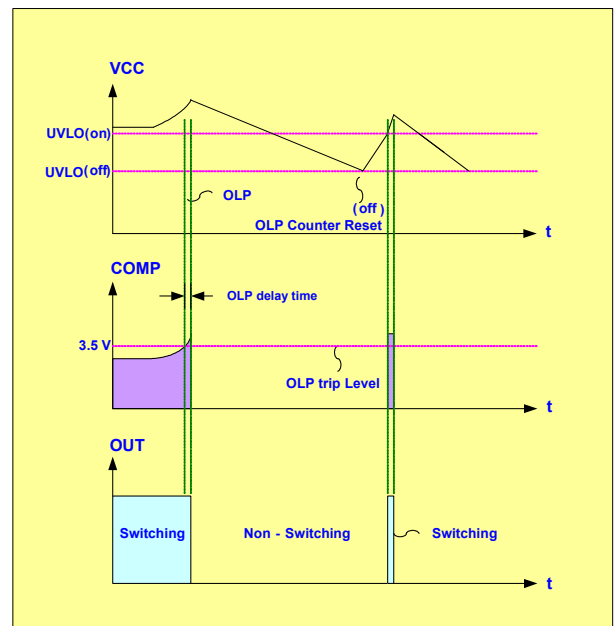 VCC
UVLO(on)
UVLO(off)
OLP
(off)
OLP Counter Reset
t
COMP
OLP delay time
3.5 V
OLP trip Level
t
OUT
Switching
Non - Switching
Switching
t